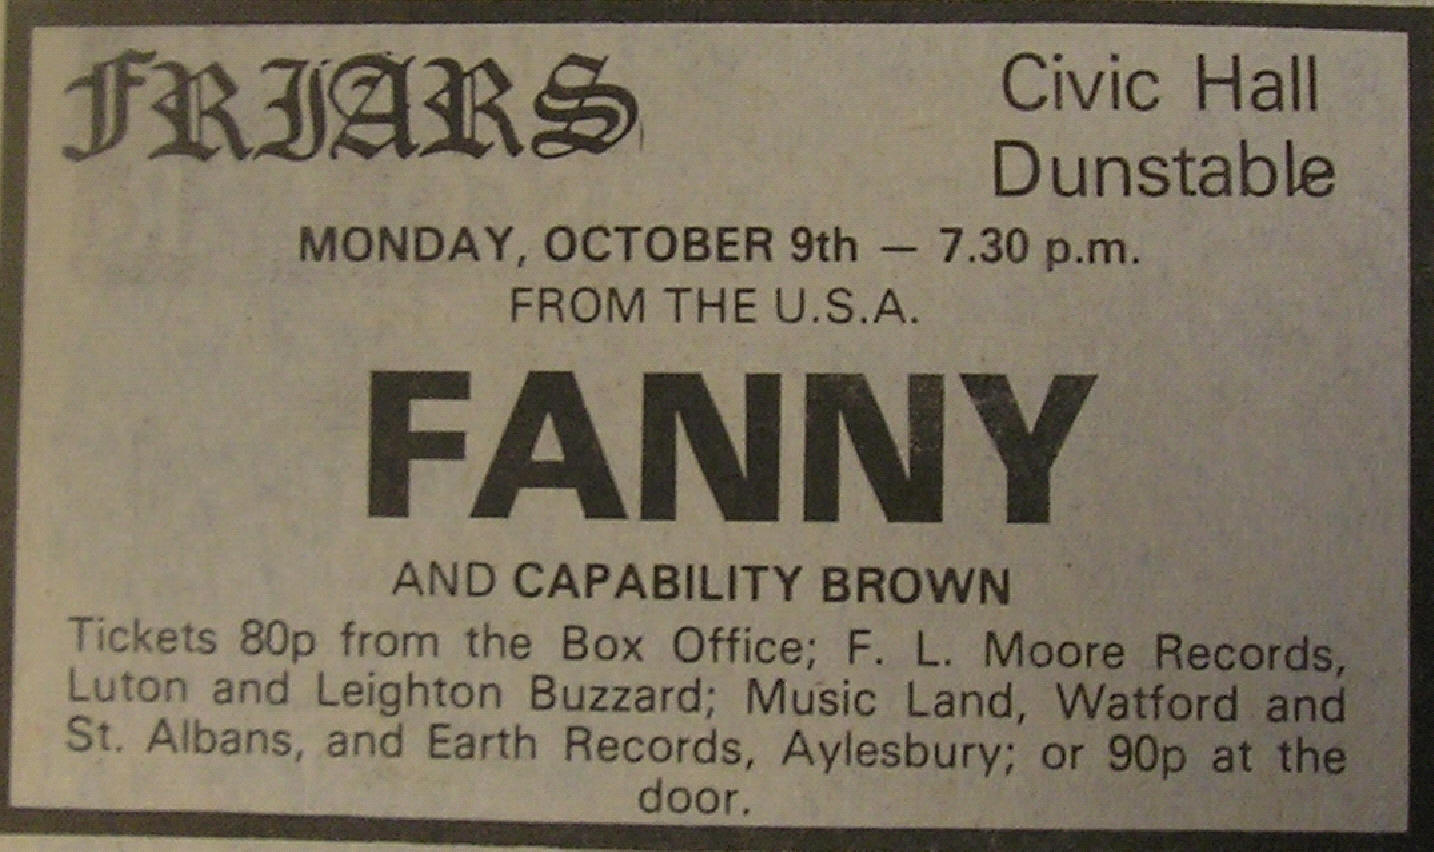 FRIARS
Civic Hall
Dunstable
MONDAY, OCTOBER 9th — 7.30 p.m.
FROM THE U.S.A.
FANNY
AND CAPABILITY BROWN
Tickets 80p from the Box Office; F. L. Moore Records,
Luton and Leighton Buzzard; Music Land, Watford and
St. Albans, and Earth Records, Aylesbury; or 90p at the
door.